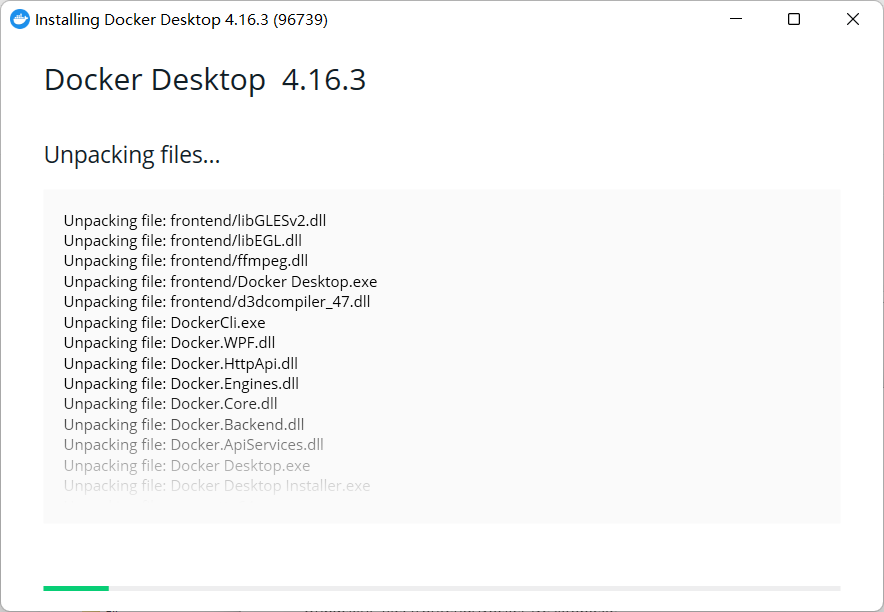 Installing Docker Desktop 4.16.3 (96739)
Docker Desktop 4.16.3
Unpacking files...
Unpacking file: frontend/libGLESv2.dll
Unpacking file: frontend/libEGL.dll
Unpacking file: frontend/ffmpeg.dll
Unpacking file: frontend/Docker Desktop.exe
Unpacking file: frontend/d3dcompiler_47.dll
Unpacking file: DockerCli.exe
Unpacking file: Docker.WPF.dll
Unpacking file: Docker.HttpApi.dll
Unpacking file: Docker.Engines.dll
Unpacking file: Docker.Core.dll
Unpacking file: Docker.Backend.dll
Unpacking file: Docker.ApiServices.dll
Unpacking file: Docker Desktop.exe
Unpacking file: Docker Desktop Installer.exe